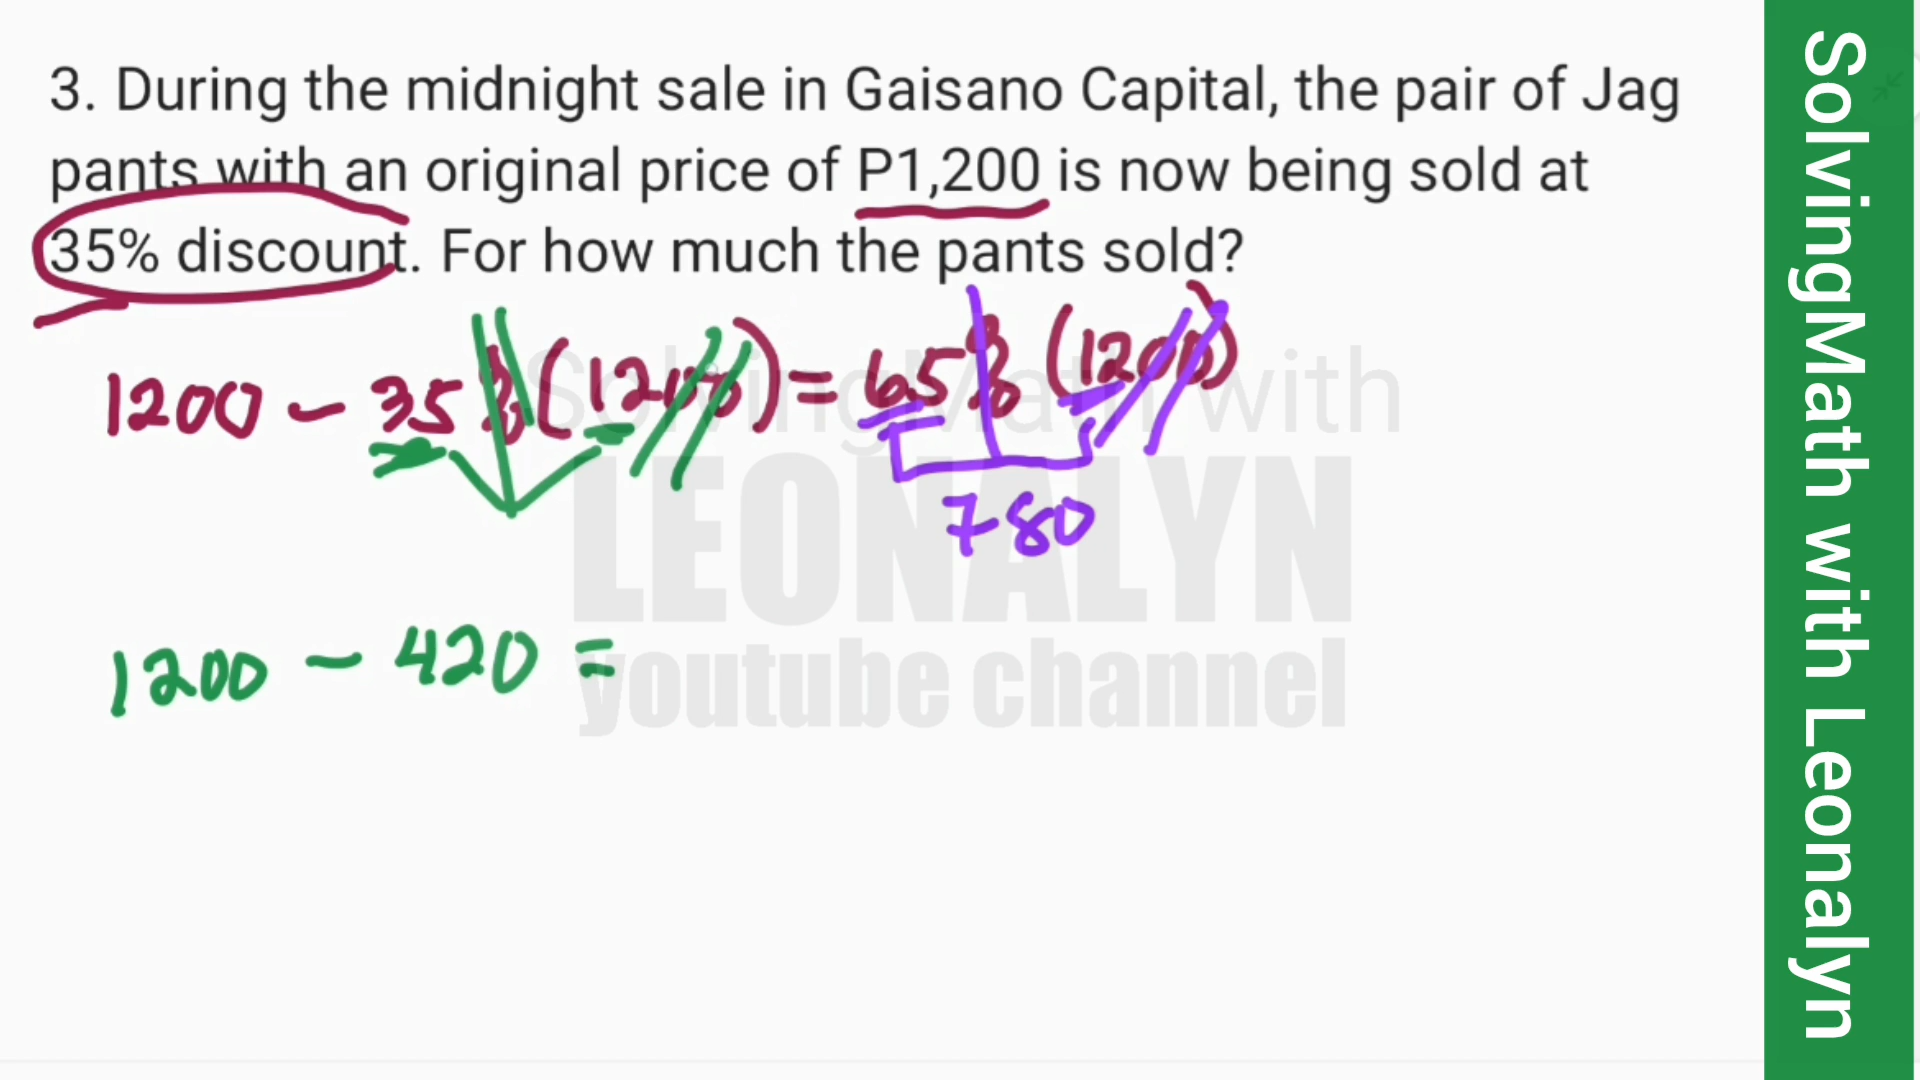 3. During the midnight sale in Gaisano Capital, the pair of Jag
pants with an original price of P1,200 is now being sold at
35% discount. For how much the pants sold?
1200 - 35%(1200) = 65%(1200)
780
1200 - 420 =
SolvingMath with
LEONALYN
youtube channel
SolvingMath with Leonalyn